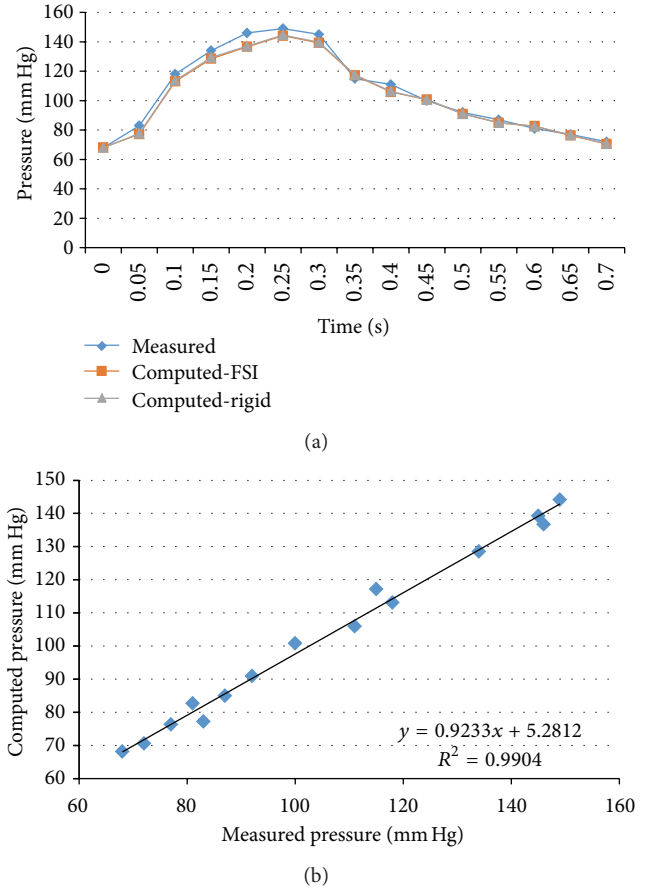 160
140
120
100
80
60
40
20
0
Pressure (mm Hg)
0 0.05 0.1 0.15 0.2 0.25 0.3 0.35 0.4 0.45 0.5 0.55 0.6 0.65 0.7
Time (s)
Measured
Computed-FSI
Computed-rigid
(a)
150
140
130
120
110
100
90
80
70
60
Computed pressure (mm Hg)
y = 0.9233x + 5.2812
R² = 0.9904
60 80 100 120 140 160
Measured pressure (mm Hg)
(b)